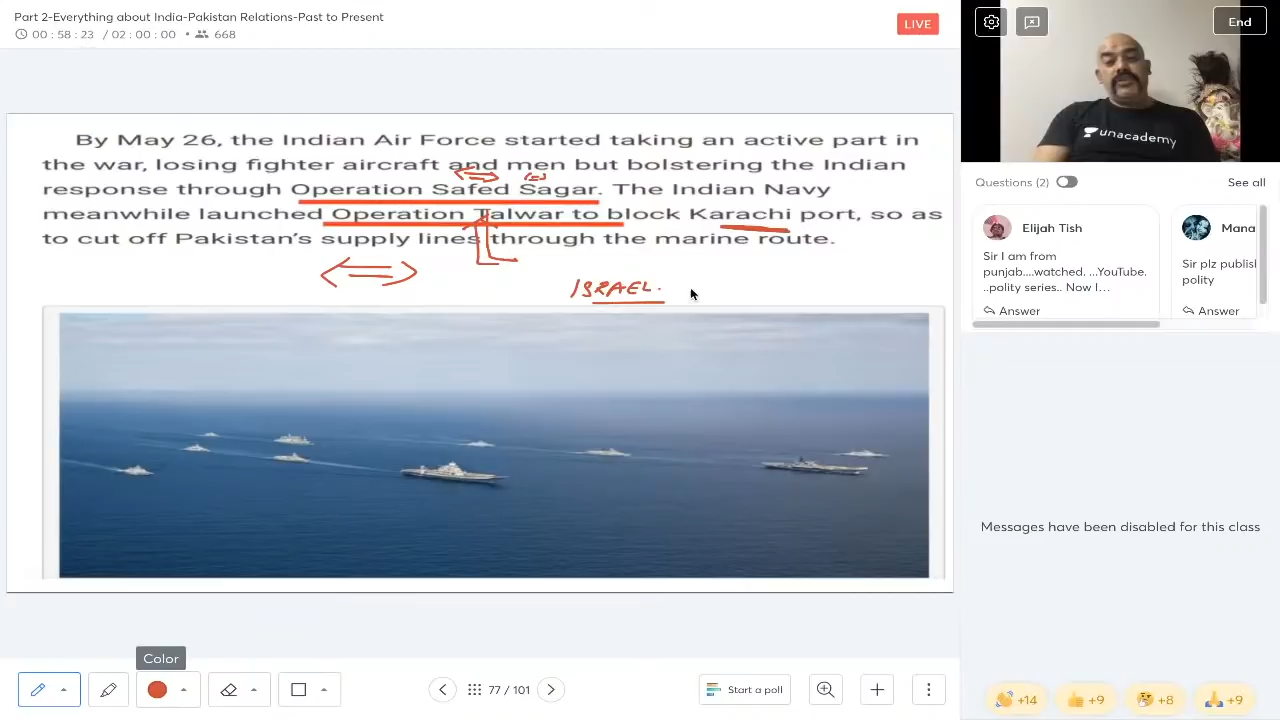 Part 2-Everything about India-Pakistan Relations-Past to Present
00 : 58 : 23 / 02 : 00 : 00 •
LIVE
End
unacademy
By May 26, the Indian Air Force started taking an active part in
the war, losing fighter aircraft and men but bolstering the Indian
response through Operation Safed Sagar. The Indian Navy
meanwhile launched Operation Talwar to block Karachi port, so as
to cut off Pakistan's supply lines through the marine route.
ISRAEL.
Questions (2)
See all
Elijah Tish
Sir I am from
punjab....watched. ...YouTube.
..polity series.. Now I...
Answer
Mana
Sir plz publis
polity
Answer
Messages have been disabled for this class
Color
77 / 101
Start a poll
+14
+9
+8
+9